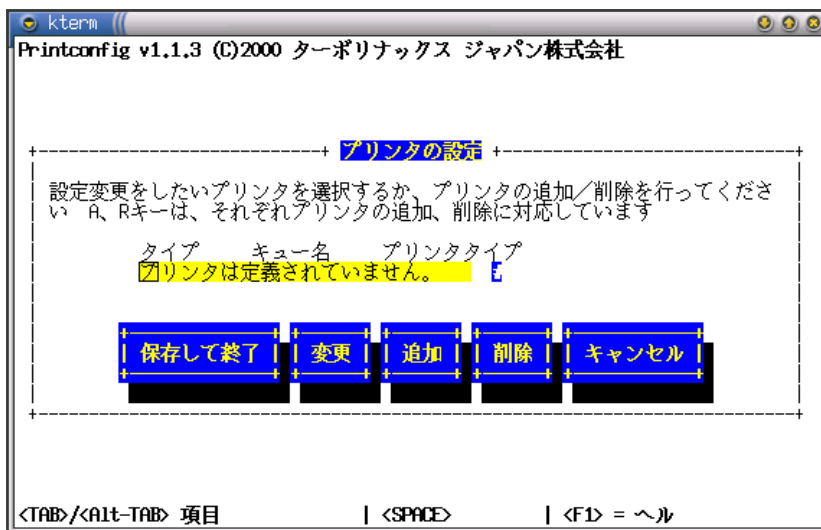 kterm
Printconfig v1.1.3 (C)2000 ターボリナックス ジャパン株式会社
プリンタの設定
設定変更をしたいプリンタを選択するか、プリンタの追加/削除を行ってくださ
い A、Rキーは、それぞれプリンタの追加、削除に対応しています
タイプ キュー名 プリンタタイプ
プリンタは定義されていません。
保存して終了 変更 追加 削除 キャンセル
<TAB>/<Alt-TAB> 項目 | <SPACE> | <F1> = ヘル